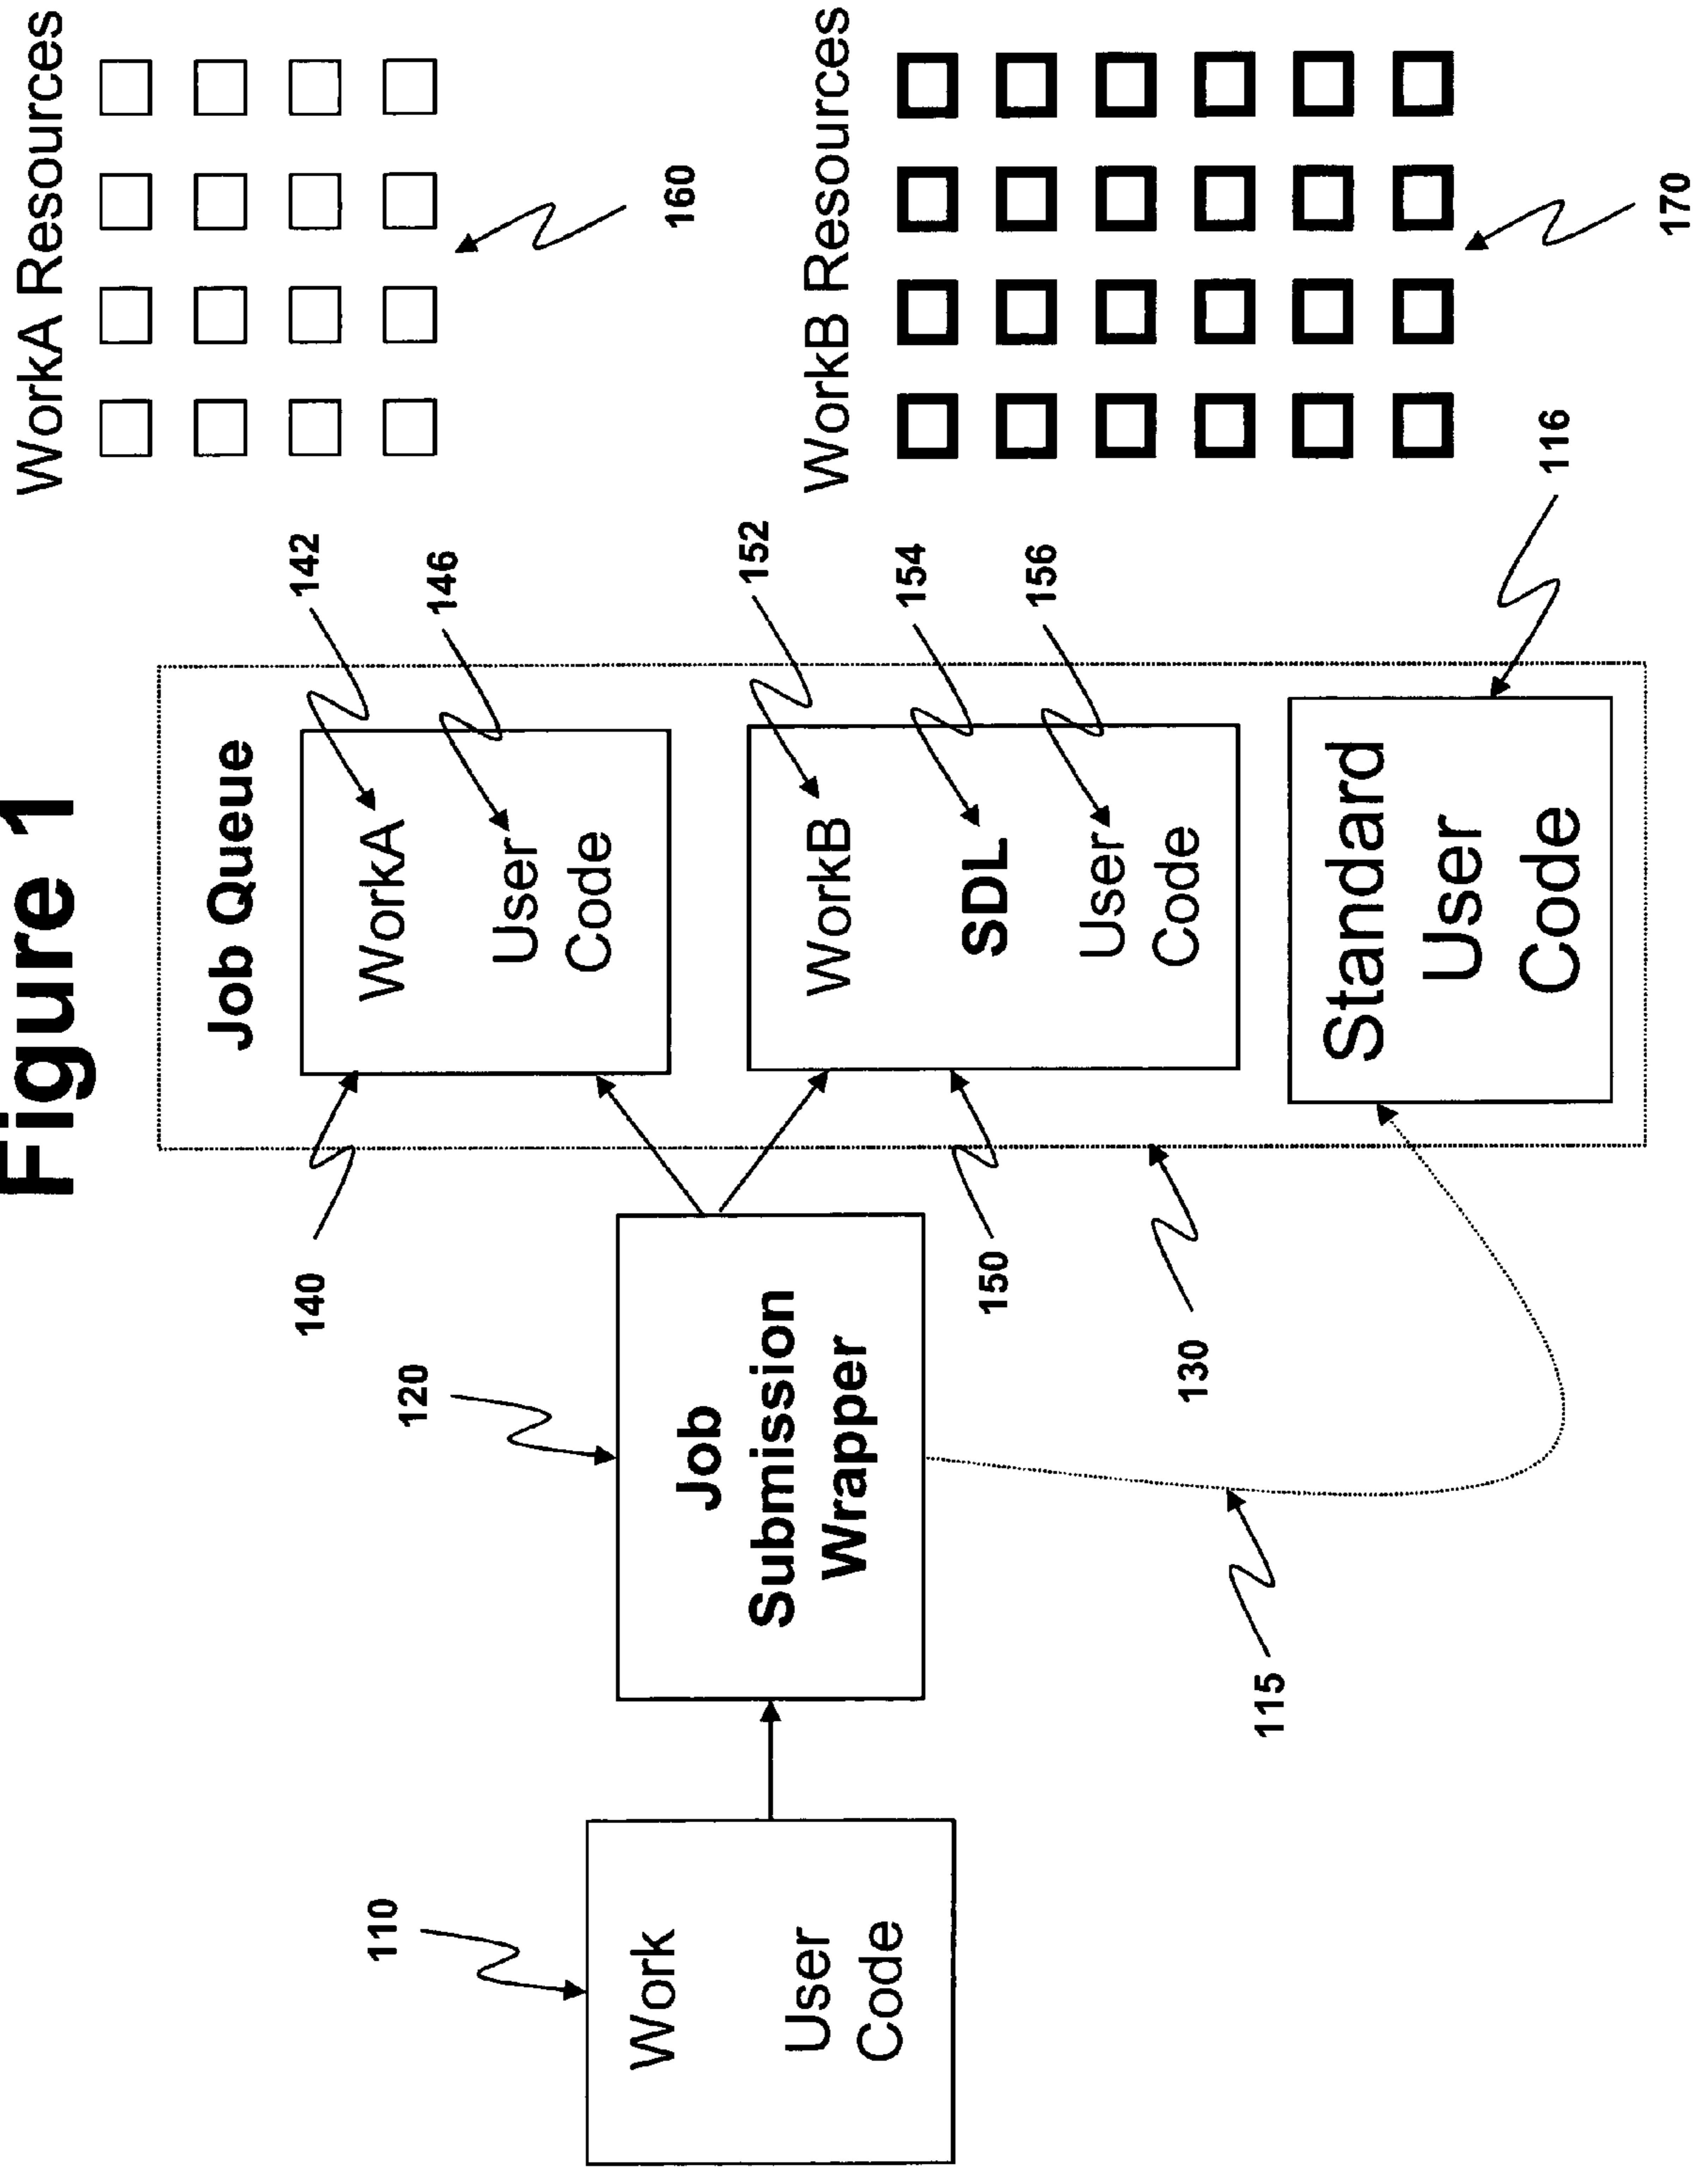 Figure 1
110
Work
User
Code
120
Job
Submission
Wrapper
115
Job Queue
140
WorkA
142
User
Code
146
150
WorkB
152
SDL
154
User
Code
156
130
Standard
User
Code
116
WorkA Resources
160
WorkB Resources
170